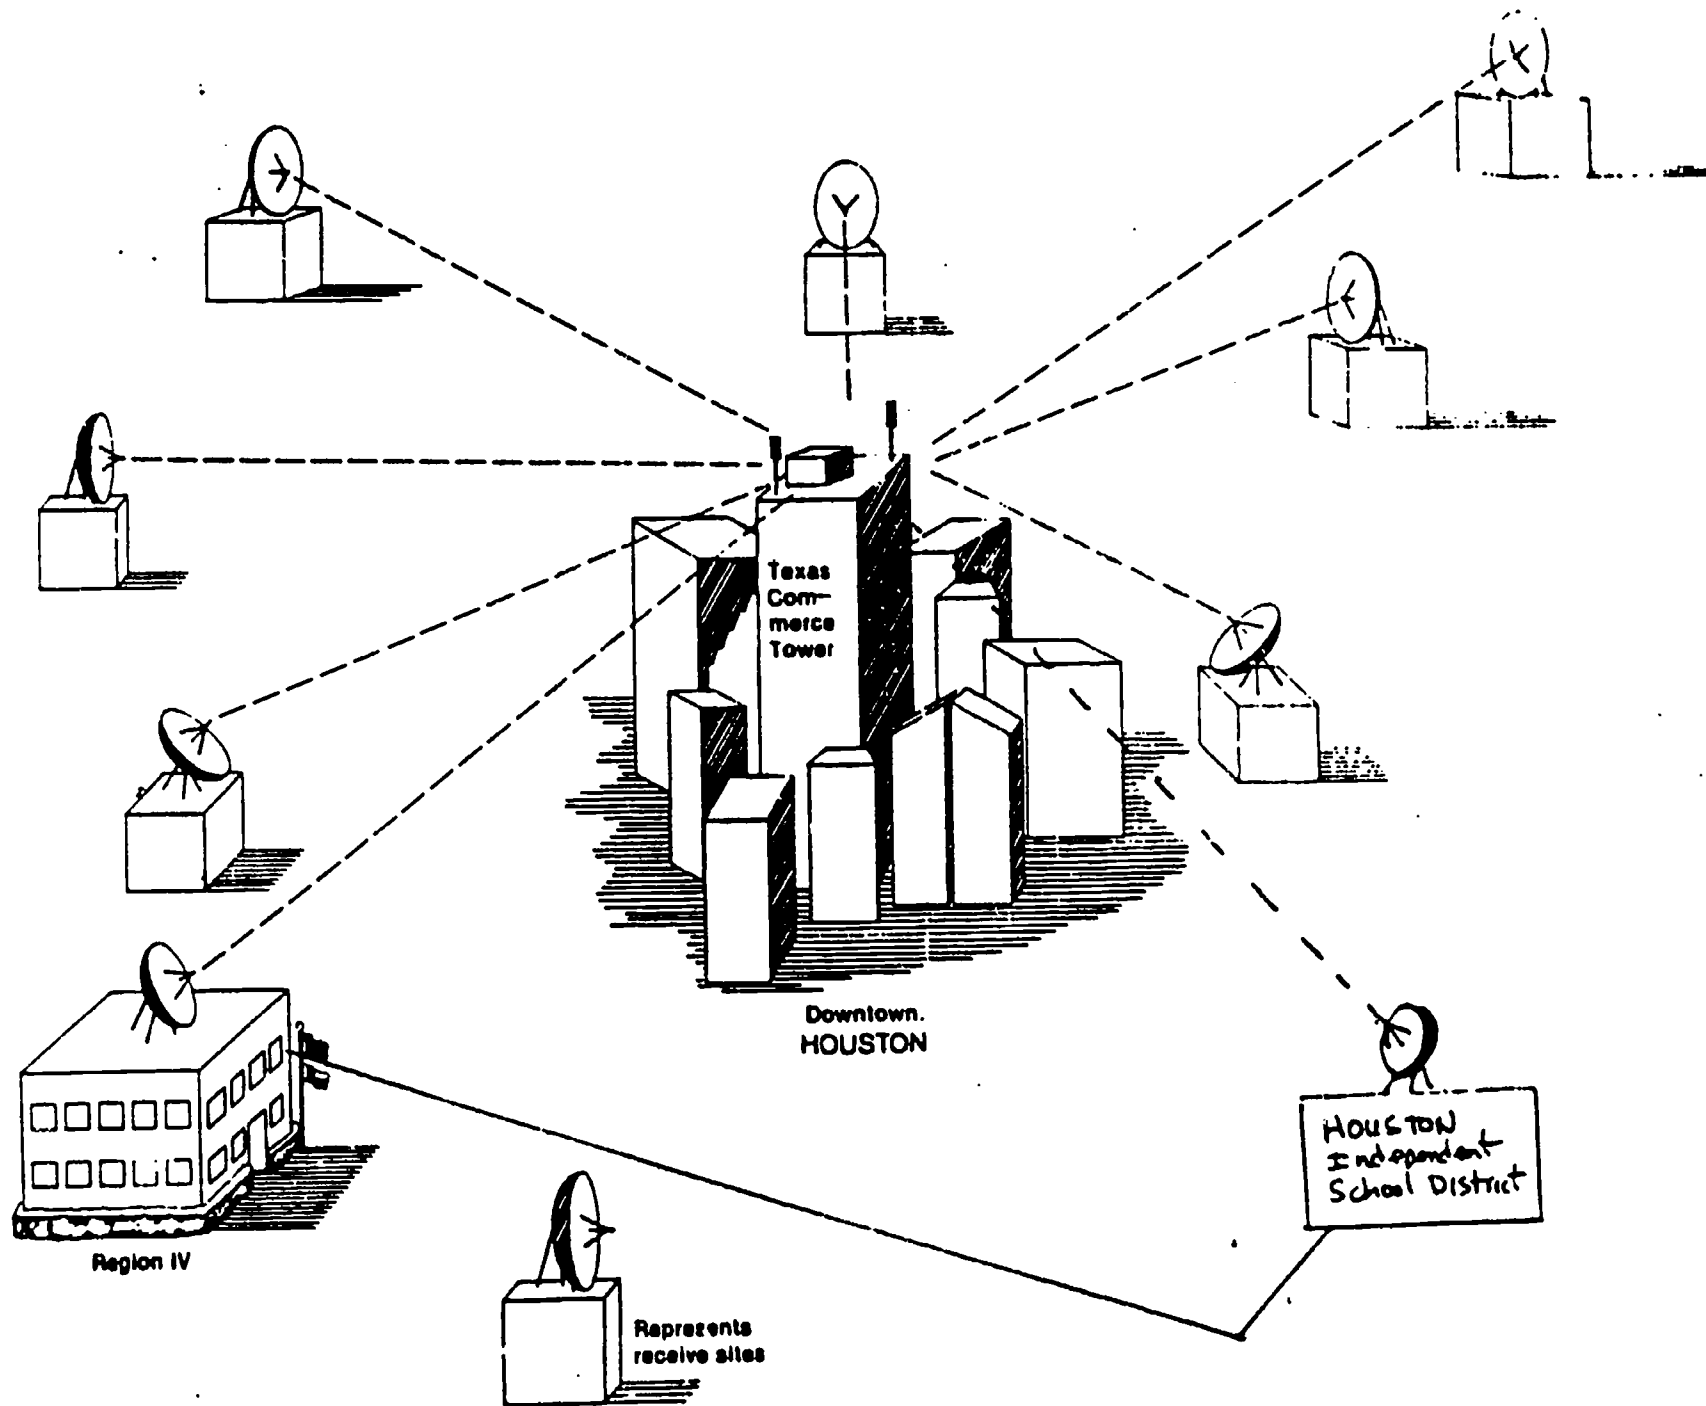 Texas
Com-
merce
Tower
Downtown.
HOUSTON
HOUSTON
Independent
School District
Region IV
Represents
receive sites